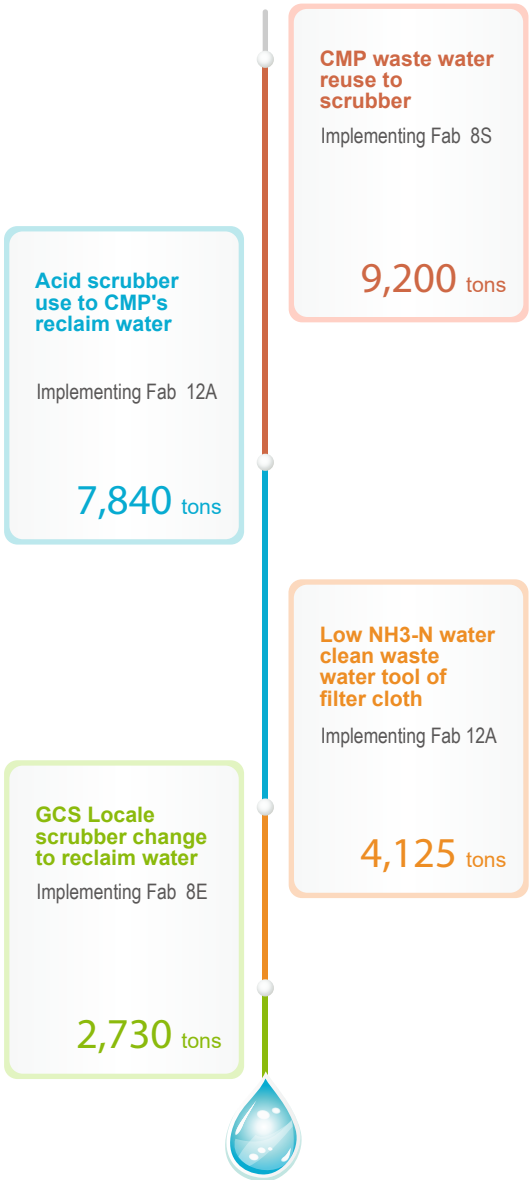 CMP waste water
reuse to
scrubber
Implementing Fab 8S
9,200 tons
Acid scrubber
use to CMP's
reclaim water
Implementing Fab 12A
7,840 tons
Low NH3-N water
clean waste
water tool of
filter cloth
Implementing Fab 12A
4,125 tons
GCS Locale
scrubber change
to reclaim water
Implementing Fab 8E
2,730 tons